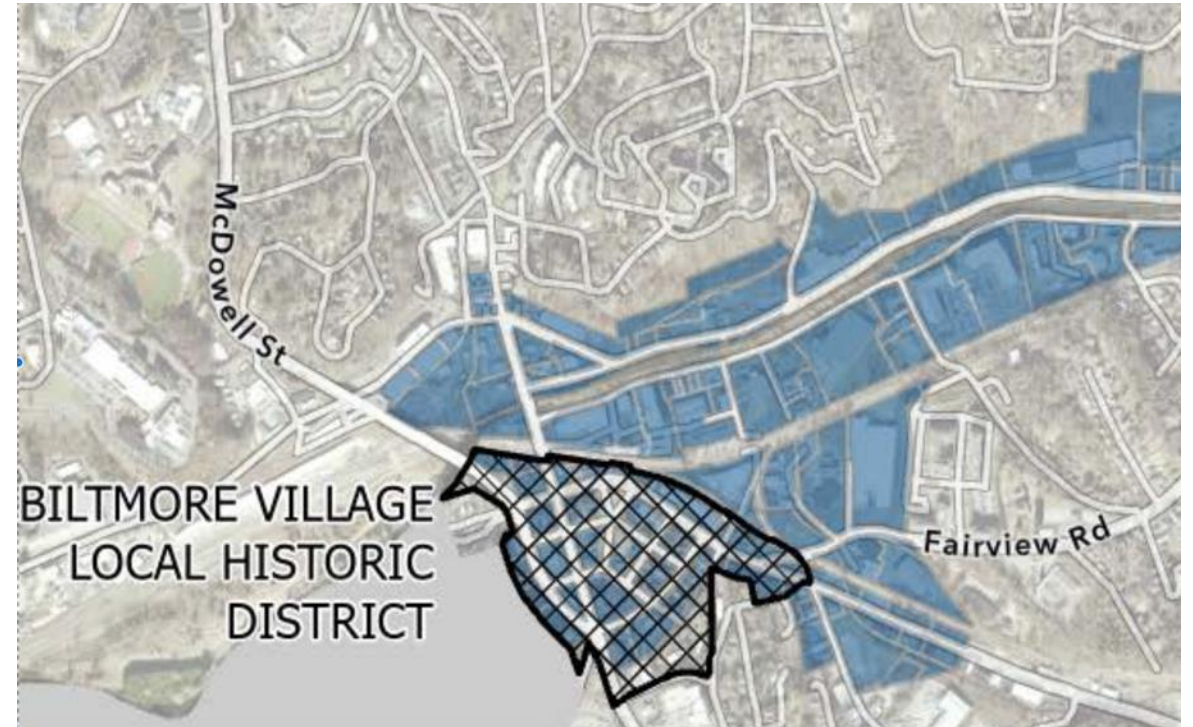 McDowell St
BILTMORE VILLAGE
LOCAL HISTORIC
DISTRICT
Fairview Rd